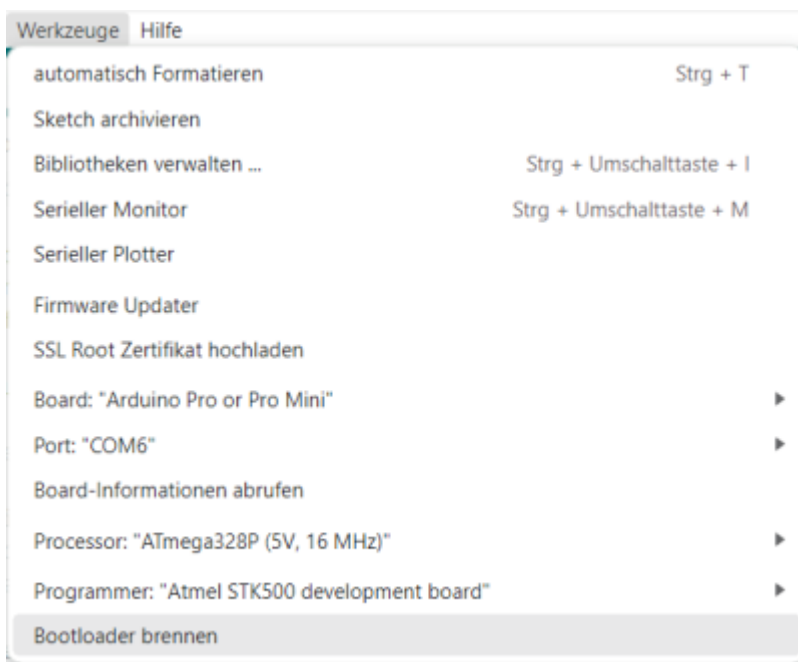 Werkzeuge Hilfe
automatisch Formatieren Strg + T
Sketch archivieren
Bibliotheken verwalten ... Strg + Umschalttaste + I
Serieller Monitor Strg + Umschalttaste + M
Serieller Plotter
Firmware Updater
SSL Root Zertifikat hochladen
Board: "Arduino Pro or Pro Mini"
Port: "COM6"
Board-Informationen abrufen
Processor: "ATmega328P (5V, 16 MHz)"
Programmer: "Atmel STK500 development board"
Bootloader brennen